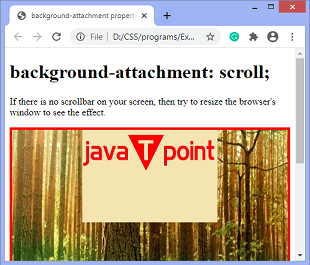 background-attachment proper
File
D:/CSS/programs/Ex...
background-attachment: scroll;
If there is no scrollbar on your screen, then try to resize the browser's
window to see the effect.
java T point